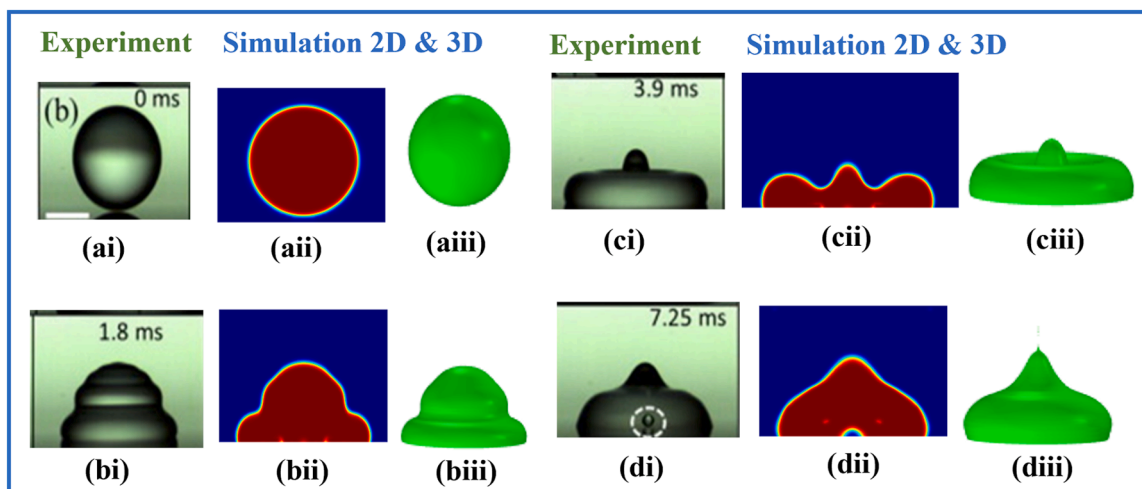 Experiment Simulation 2D & 3D Experiment Simulation 2D & 3D
(b) 0 ms 3.9 ms
(ai) (aii) (aiii) (ci) (cii) (ciii)
1.8 ms 7.25 ms
(bi) (bii) (biii) (di) (dii) (diii)